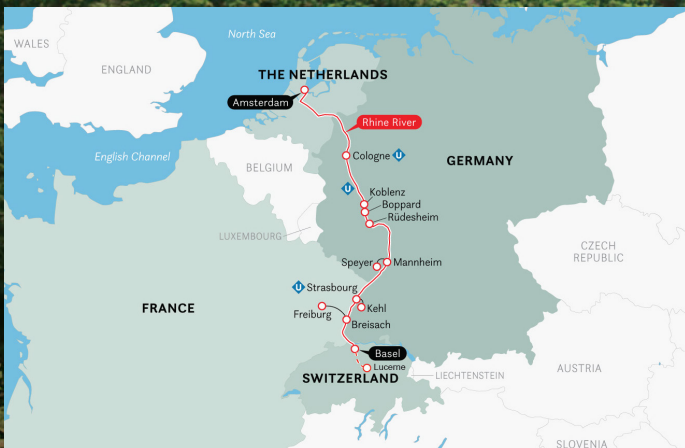 WALES
ENGLAND
North Sea
THE NETHERLANDS
Amsterdam
Rhine River
English Channel
BELGIUM
Cologne U
GERMANY
U
Koblenz
Boppard
Rüdesheim
LUXEMBOURG
CZECH
REPUBLIC
Speyer
Mannheim
U Strasbourg
FRANCE
Freiburg
Kehl
Breisach
Basel
Lucerne
SWITZERLAND
LIECHTENSTEIN
AUSTRIA
SLOVENIA